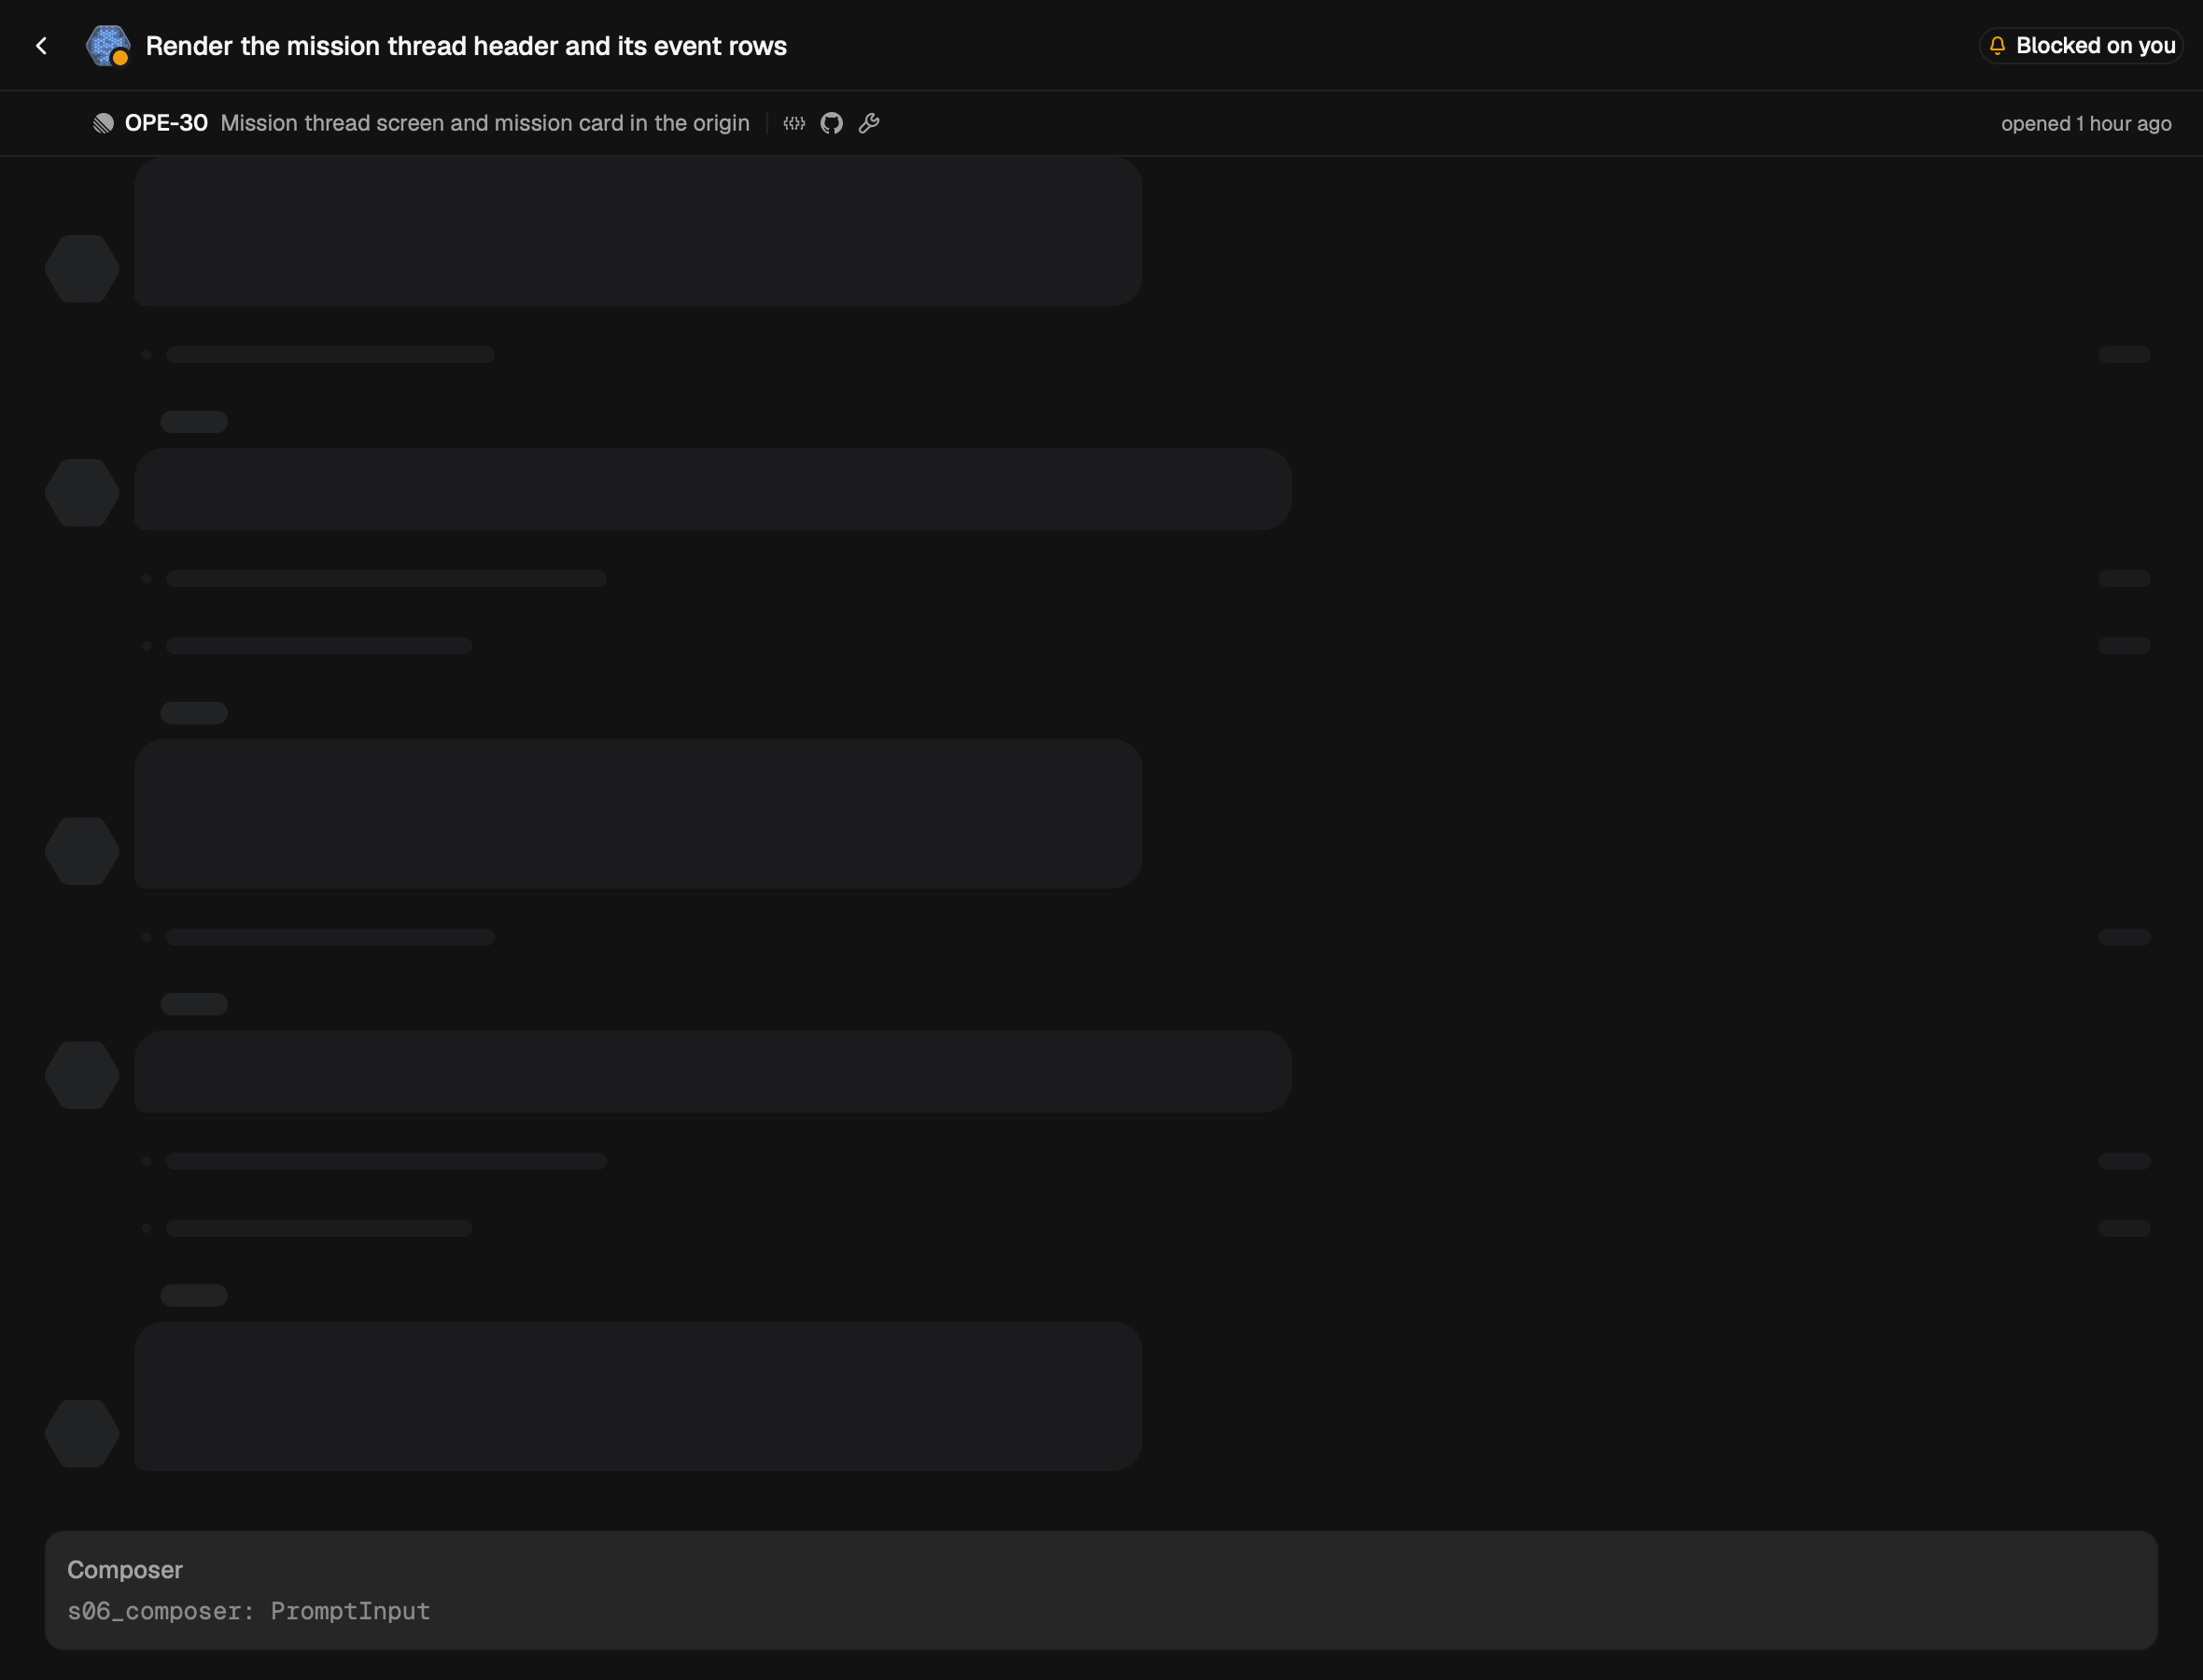 Render the mission thread header and its event rows
Blocked on you
OPE-30 Mission thread screen and mission card in the origin
opened 1 hour ago
Composer
s06_composer: PromptInput